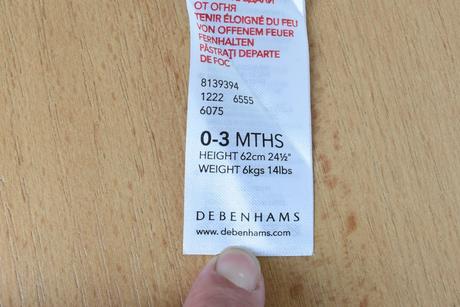 ОТ ОГНЯ
TENIR ÉLOIGNÉ DU FEU
VON OFFENEM FEUER
FERNHALTEN
PĂSTRAŢI DEPARTE
DE FOC
8139394
1222 6555
6075
0-3 MTHS
HEIGHT 62cm 24½"
WEIGHT 6kgs 14lbs
DEBENHAMS
www.debenhams.com